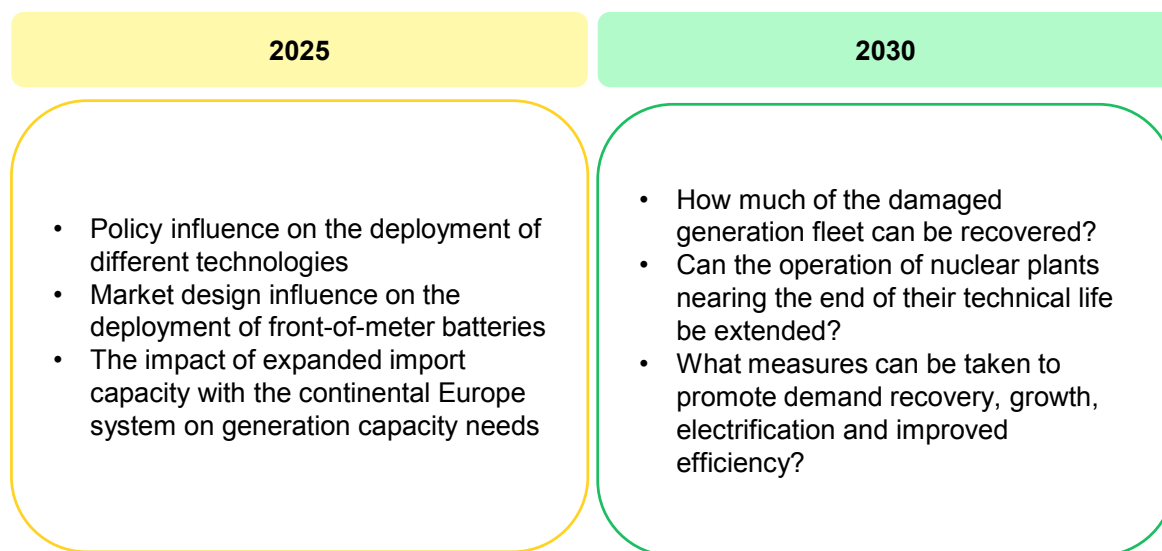 2025
• Policy influence on the deployment of
different technologies
• Market design influence on the
deployment of front-of-meter batteries
• The impact of expanded import
capacity with the continental Europe
system on generation capacity needs
2030
• How much of the damaged
generation fleet can be recovered?
• Can the operation of nuclear plants
nearing the end of their technical life
be extended?
• What measures can be taken to
promote demand recovery, growth,
electrification and improved
efficiency?